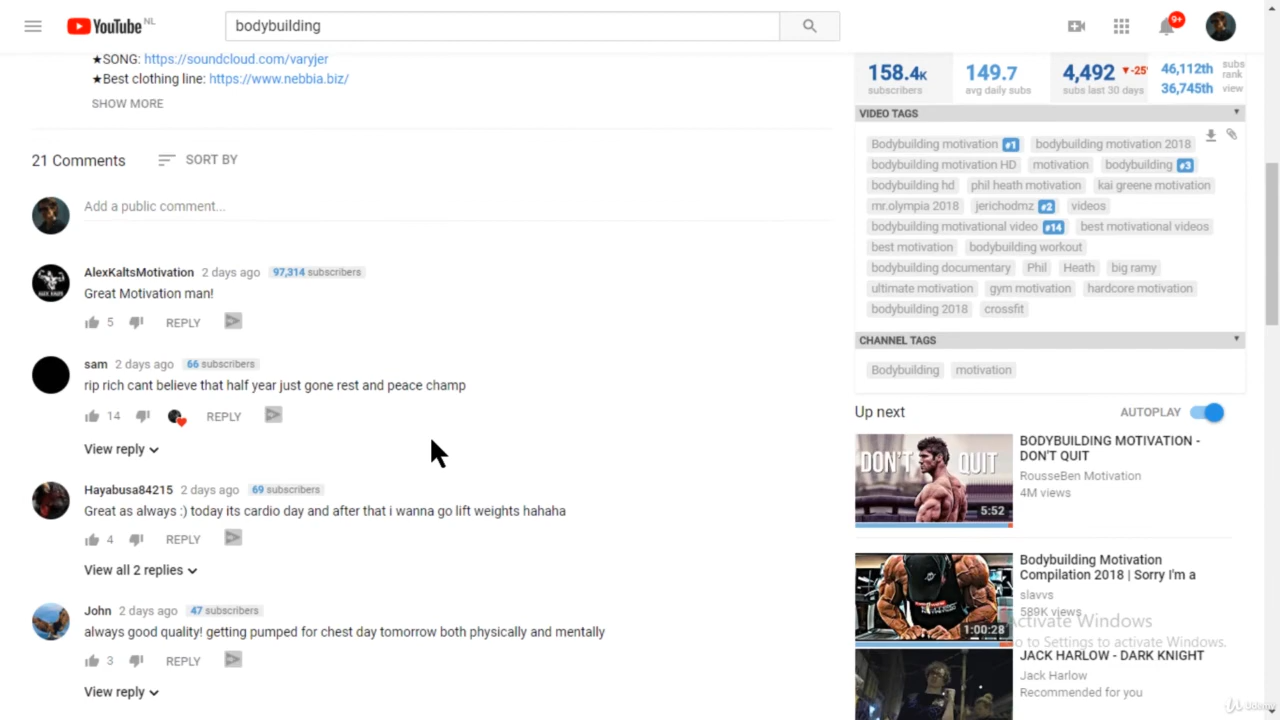 YouTube NL
bodybuilding
9+
★SONG: https://soundcloud.com/varyjer
★Best clothing line: https://www.nebbia.biz/
SHOW MORE
21 Comments
SORT BY
Add a public comment...
AlexKaltsMotivation 2 days ago 97,314 subscribers
Great Motivation man!
5 REPLY
sam 2 days ago 66 subscribers
rip rich cant believe that half year just gone rest and peace champ
14 REPLY
View reply
Hayabusa84215 2 days ago 69 subscribers
Great as always :) today its cardio day and after that i wanna go lift weights hahaha
4 REPLY
View all 2 replies
John 2 days ago 47 subscribers
always good quality! getting pumped for chest day tomorrow both physically and mentally
3 REPLY
View reply
158.4K 149.7 4,492 ▼-25 46,112th subs rank
subscribers avg daily subs subs last 30 days 36,745th view
VIDEO TAGS
Bodybuilding motivation #1 bodybuilding motivation 2018
bodybuilding motivation HD motivation bodybuilding #3
bodybuilding hd phil heath motivation kai greene motivation
mr.olympia 2018 jerichodmz #2 videos
bodybuilding motivational video #14 best motivational videos
best motivation bodybuilding workout
bodybuilding documentary Phil Heath big ramy
ultimate motivation gym motivation hardcore motivation
bodybuilding 2018 crossfit
CHANNEL TAGS
Bodybuilding motivation
Up next AUTOPLAY
DON'T QUIT
5:52
BODYBUILDING MOTIVATION -
DON'T QUIT
RousseBen Motivation
4M views
1:00:28
Bodybuilding Motivation
Compilation 2018 | Sorry I'm a
slavvs
589K views
Activate Windows
Go to Settings to activate Windows.
JACK HARLOW - DARK KNIGHT
Jack Harlow
Recommended for you
Udemy